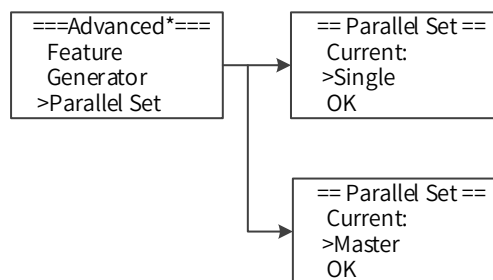 ===Advanced*===
Feature
Generator
>Parallel Set
== Parallel Set ==
Current:
>Single
OK
== Parallel Set ==
Current:
>Master
OK